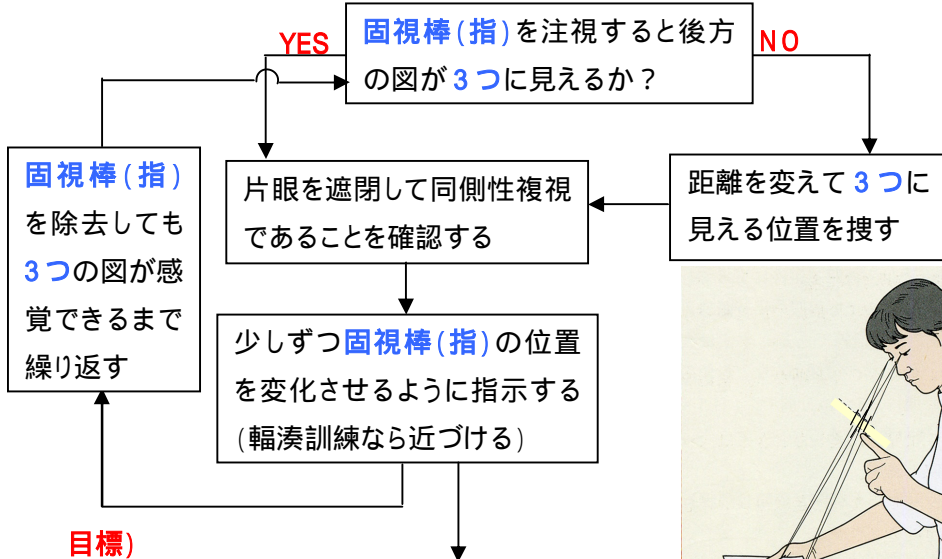 固視棒(指)を注視すると後方
の図が3つに見えるか?
YES
NO
固視棒(指)
を除去しても
3つの図が感
覚できるまで
繰り返す
片眼を遮閉して同側性複視
であることを確認する
距離を変えて3つに
見える位置を捜す
少しずつ固視棒(指)の位置
を変化させるように指示する
(輻湊訓練なら近づける)
目標)